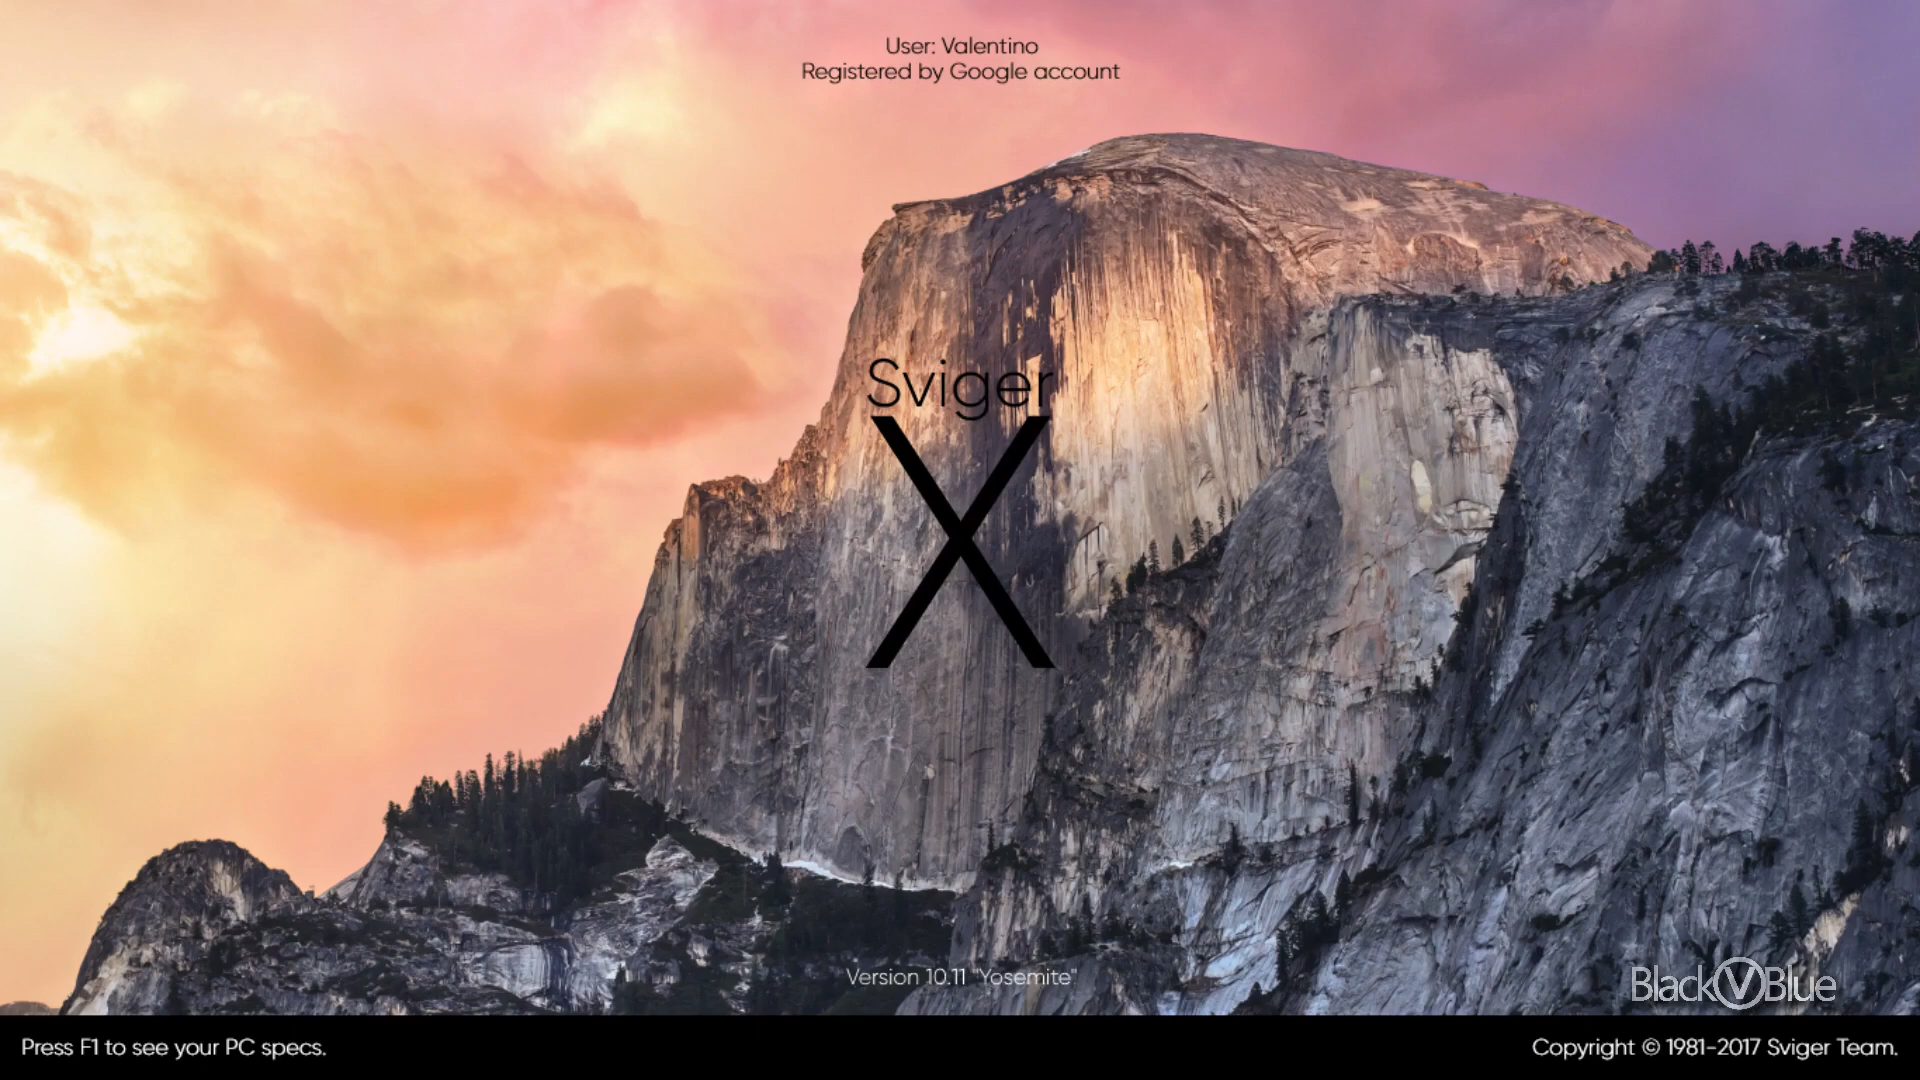 User: Valentino
Registered by Google account
Sviger
X
Version 10.11 "Yosemite"
BlackVBlue
Press F1 to see your PC specs.
Copyright © 1981-2017 Sviger Team.